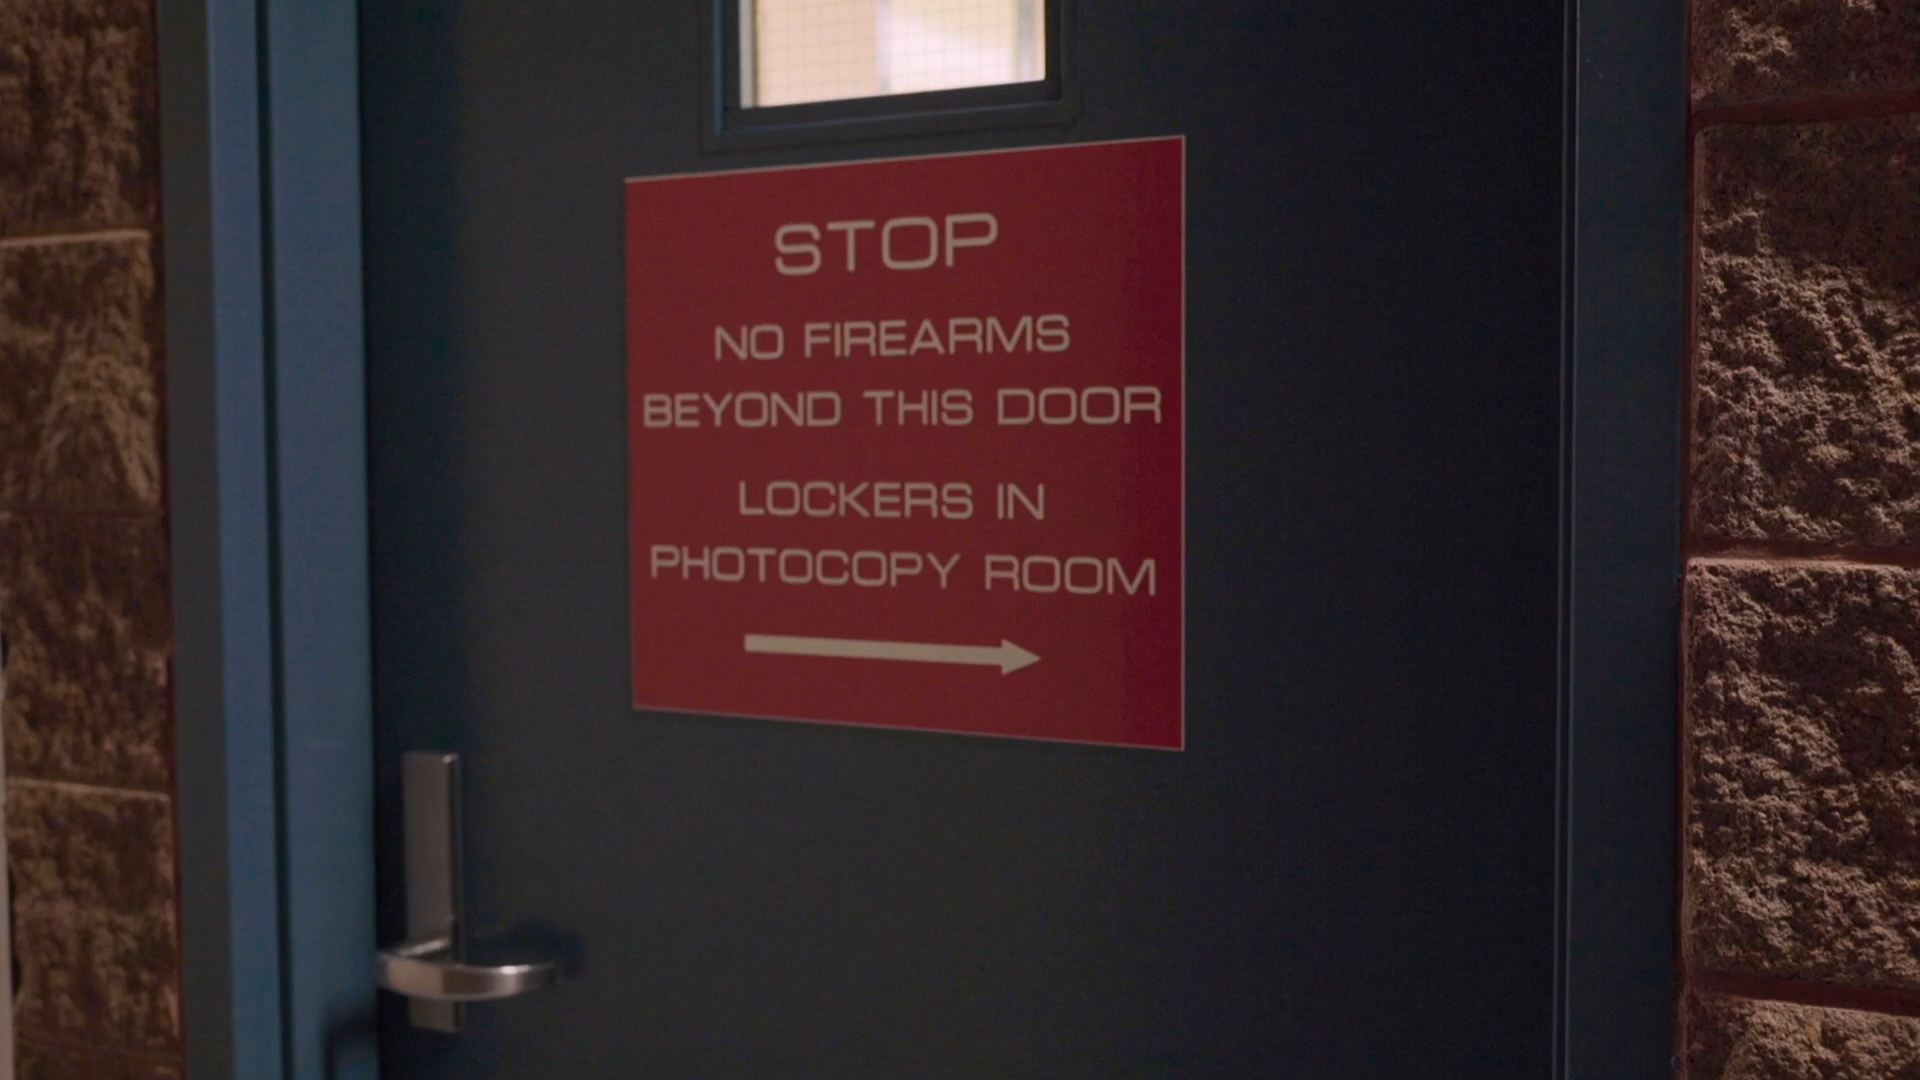 STOP
NO FIREARMS
BEYOND THIS DOOR
LOCKERS IN
PHOTOCOPY ROOM